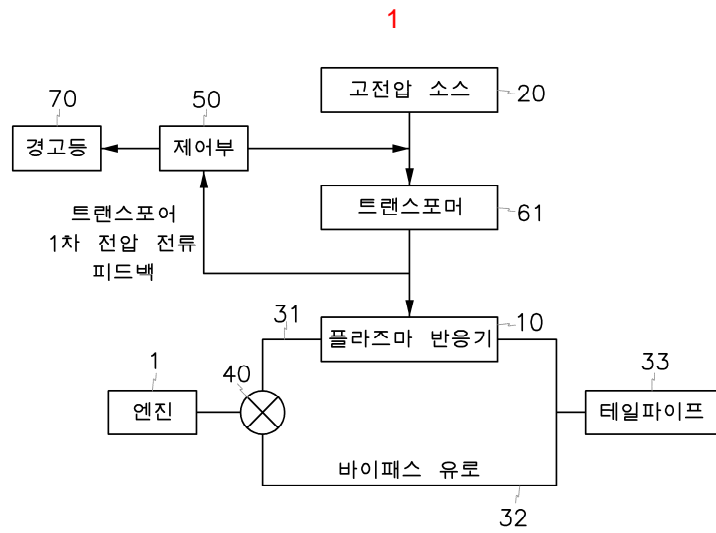 1
고전압 소스
20
70
50
경고등
제어부
트랜스포머
61
트랜스포어
1차 전압 전류
피드백
31
플라즈마 반응기
10
1
40
33
엔진
테일파이프
바이패스 유로
32